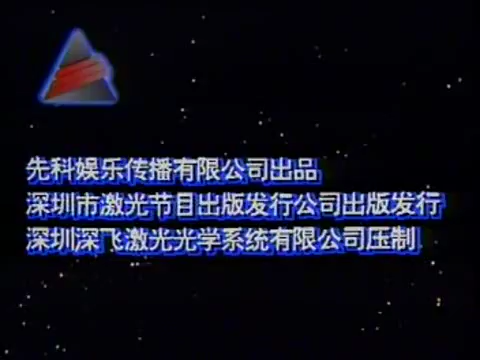 先科娱乐传播有限公司出品
深圳市激光节目出版发行公司出版发行
深圳深飞激光光学系统有限公司压制